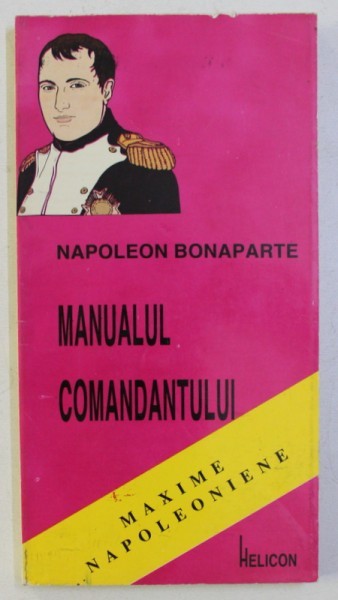 NAPOLEON BONAPARTE
MANUALUL
COMANDANTULUI
MAXIME
NAPOLEONIENE
HELICON